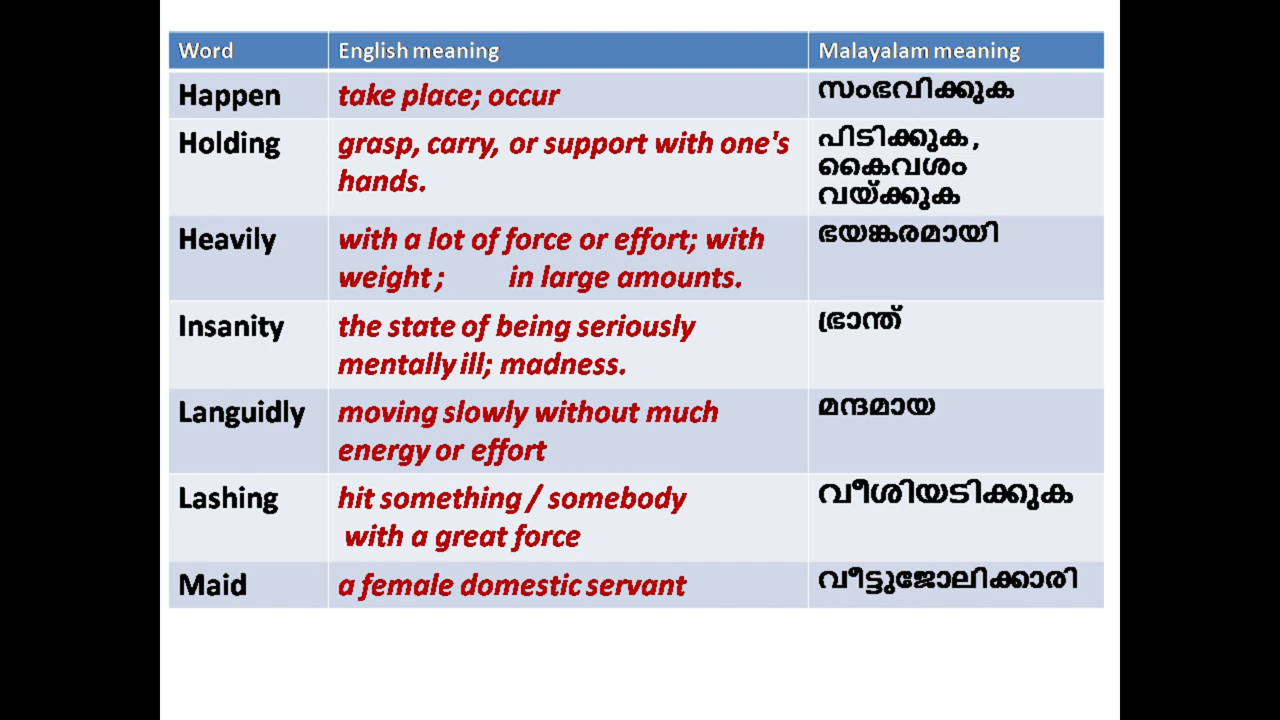 Word English meaning Malayalam meaning
Happen take place; occur സംഭവിക്കുക
Holding grasp, carry, or support with one's hands. പിടിക്കുക, കൈവശം വയ്ക്കുക
Heavily with a lot of force or effort; with weight; in large amounts. ഭയങ്കരമായി
Insanity the state of being seriously mentally ill; madness. ഭ്രാന്ത്
Languidly moving slowly without much energy or effort മന്ദമായ
Lashing hit something / somebody with a great force വീശിയടിക്കുക
Maid a female domestic servant വീട്ടുജോലിക്കാരി